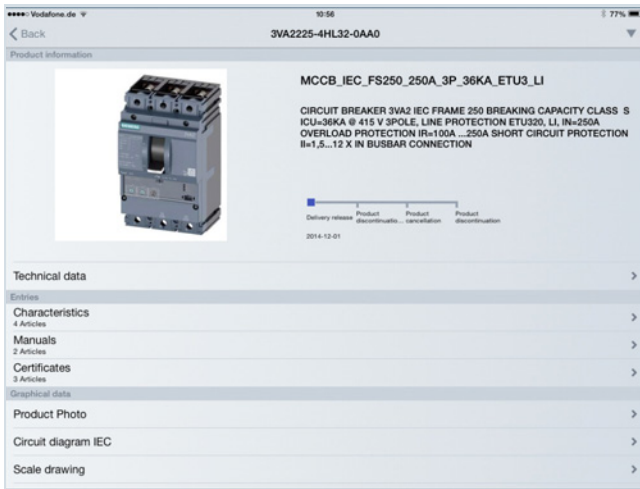 Vodafone.de
10:56
77%
Back
3VA2225-4HL32-0AA0
Product information
SIEMENS
MCCB_IEC_FS250_250A_3P_36KA_ETU3_LI
CIRCUIT BREAKER 3VA2 IEC FRAME 250 BREAKING CAPACITY CLASS S
ICU=36KA @ 415 V 3POLE, LINE PROTECTION ETU320, LI, IN=250A
OVERLOAD PROTECTION IR=100A ...250A SHORT CIRCUIT PROTECTION
II=1,5...12 X IN BUSBAR CONNECTION
Delivery release
Product
discontinuatio...
Product
cancellation
Product
discontinuation
2014-12-01
Technical data
Entries
Characteristics
4 Articles
Manuals
2 Articles
Certificates
3 Articles
Graphical data
Product Photo
Circuit diagram IEC
Scale drawing